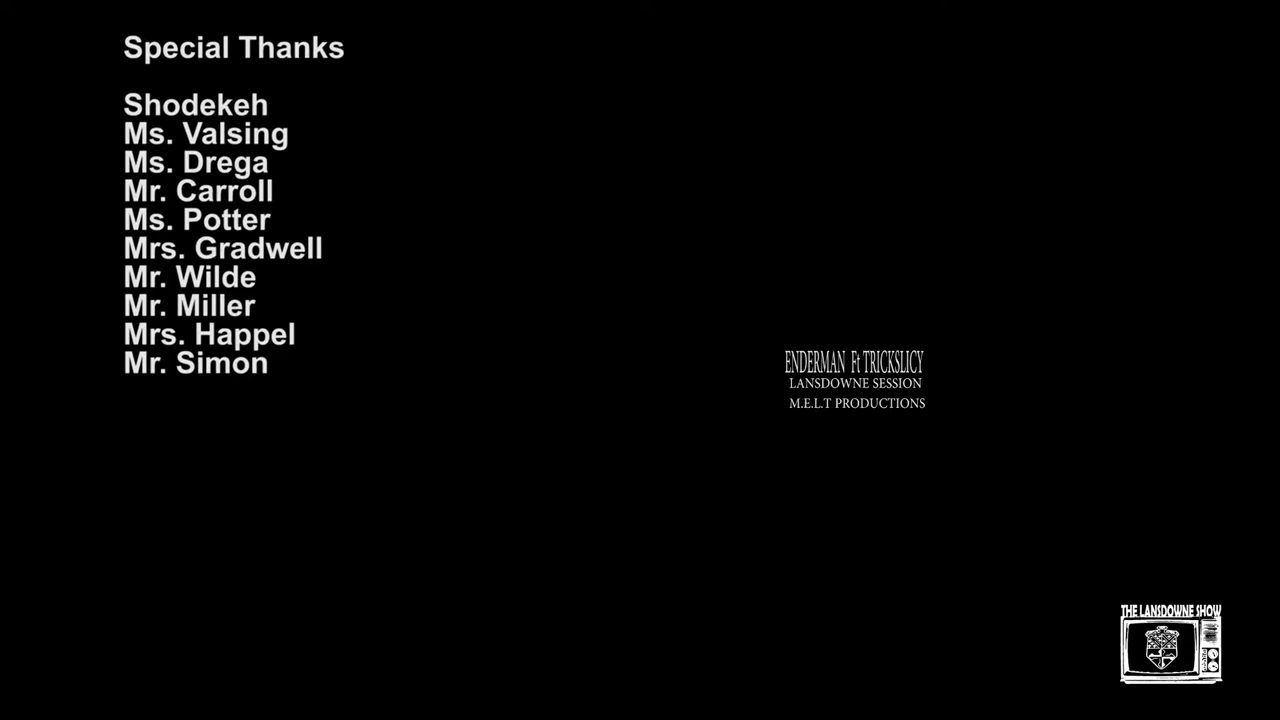 Special Thanks
Shodekeh
Ms. Valsing
Ms. Drega
Mr. Carroll
Ms. Potter
Mrs. Gradwell
Mr. Wilde
Mr. Miller
Mrs. Happel
Mr. Simon
ENDERMAN Ft TRICKSLICY
LANSDOWNE SESSION
M.E.L.T PRODUCTIONS
THE LANSDOWNE SHOW